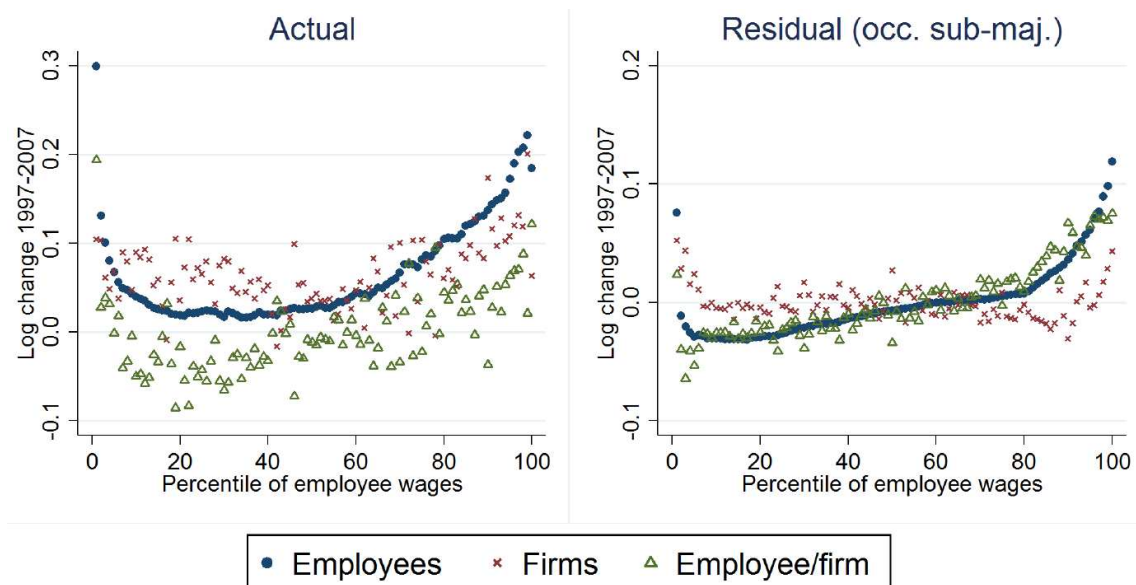 Actual
Log change 1997-2007
0.3
0.2
0.1
0.0
-0.1
0
20
40
60
80
100
Percentile of employee wages
Residual (occ. sub-maj.)
Log change 1997-2007
0.2
0.1
0.0
-0.1
0
20
40
60
80
100
Percentile of employee wages
Employees
Firms
Employee/firm